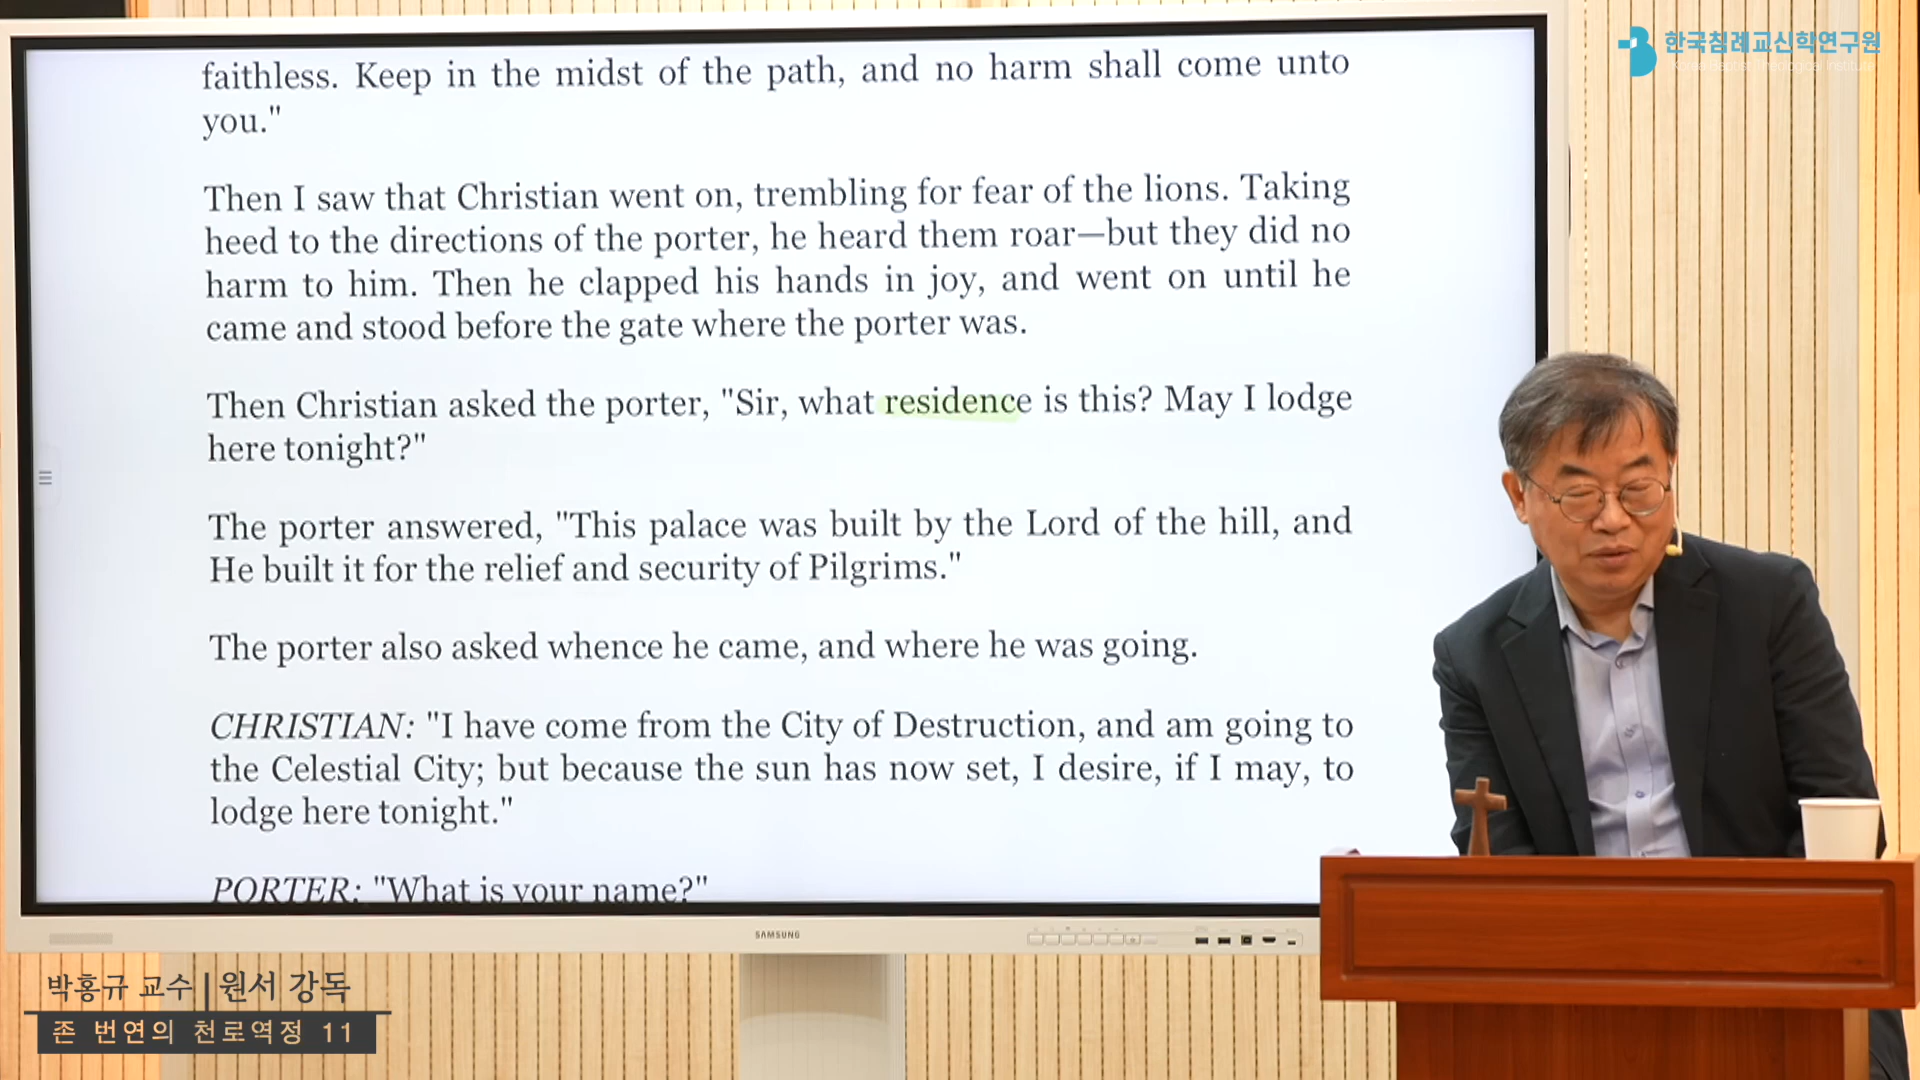 faithless. Keep in the midst of the path, and no harm shall come unto
you."
Then I saw that Christian went on, trembling for fear of the lions. Taking
heed to the directions of the porter, he heard them roar—but they did no
harm to him. Then he clapped his hands in joy, and went on until he
came and stood before the gate where the porter was.
Then Christian asked the porter, "Sir, what residence is this? May I lodge
here tonight?"
The porter answered, "This palace was built by the Lord of the hill, and
He built it for the relief and security of Pilgrims."
The porter also asked whence he came, and where he was going.
CHRISTIAN: "I have come from the City of Destruction, and am going to
the Celestial City; but because the sun has now set, I desire, if I may, to
lodge here tonight."
PORTER: "What is your name?"
SAMSUNG
한국침례교신학연구원
Korea Baptist Theological Institute
박홍규 교수 | 원서 강독
존 번연의 천로역정 11